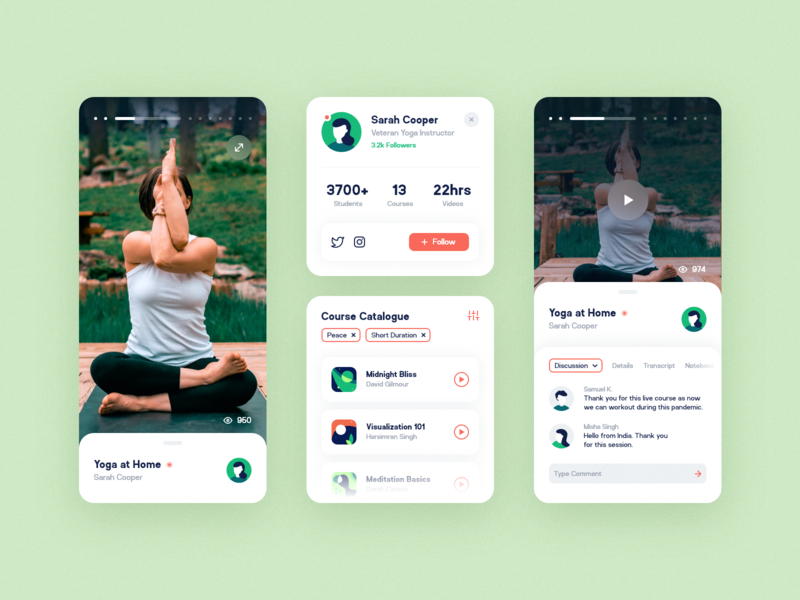 950
Yoga at Home
Sarah Cooper
Sarah Cooper
Veteran Yoga Instructor
3.2k Followers
3700+ 13 22hrs
Students Courses Videos
+ Follow
Course Catalogue
Peace × Short Duration ×
Midnight Bliss
David Gilmour
Visualization 101
Harsimran Singh
Meditation Basics
Sarah Cooper
974
Yoga at Home
Sarah Cooper
Discussion Details Transcript
Samuel K.
Thank you for this live course as now
we can workout during this pandemic.
Misha Singh
Hello from India. Thank you
for this session.
Type Comment